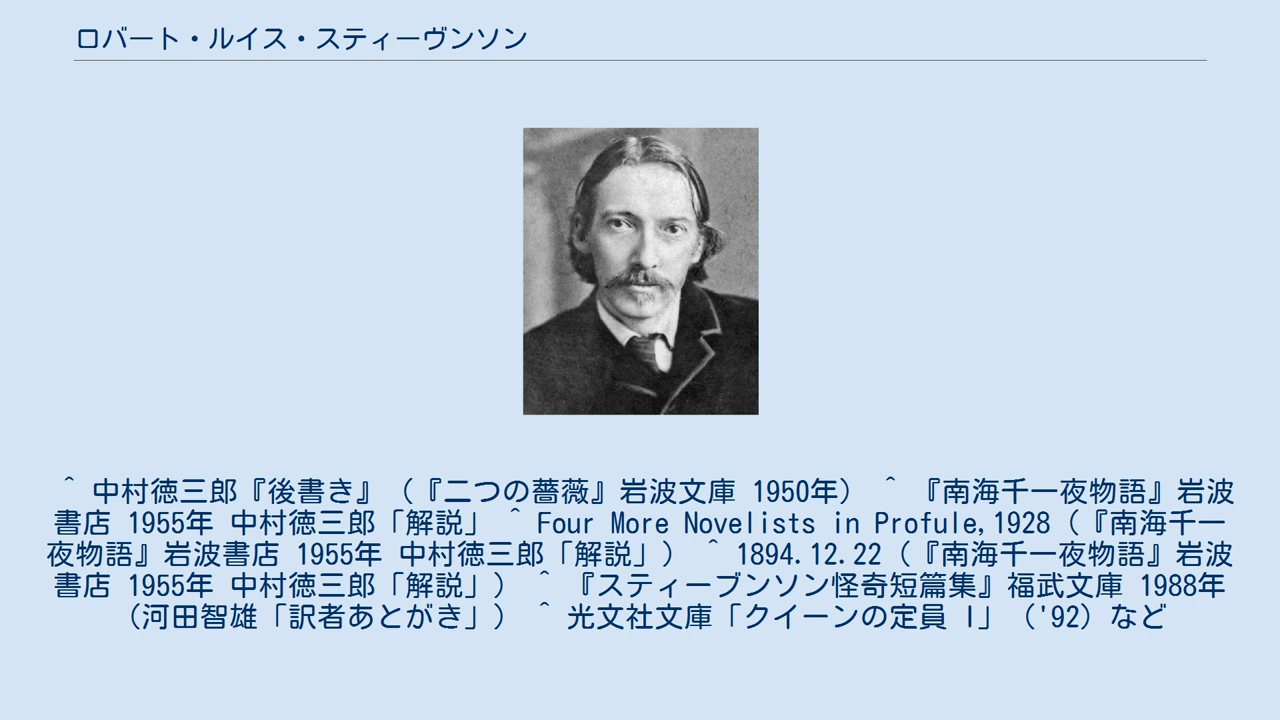 ロバート・ルイス・スティーヴンソン
^ 中村徳三郎『後書き』（『二つの薔薇』岩波文庫 1950年） ^ 『南海千一夜物語』岩波
書店 1955年 中村徳三郎「解説」 ^ Four More Novelists in Profule,1928（『南海千一
夜物語』岩波書店 1955年 中村徳三郎「解説」） ^ 1894.12.22（『南海千一夜物語』岩波
書店 1955年 中村徳三郎「解説」） ^ 『スティーブンソン怪奇短篇集』福武文庫 1988年
（河田智雄「訳者あとがき」） ^ 光文社文庫「クイーンの定員 I」（'92）など